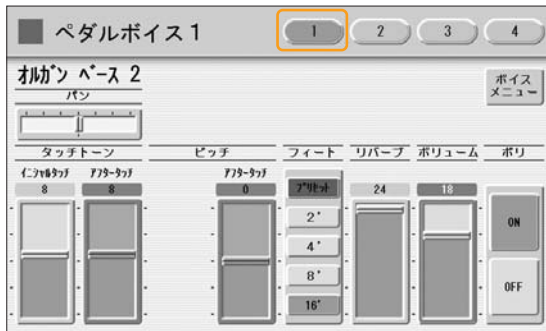 ペダルボイス1
1 2 3 4
オルガン ベース 2
ボイス
メニュー
パン
タッチトーン ピッチ フィート リバーブ ボリューム ポリ
イニシャルタッチ アフタータッチ アフタータッチ
8 8 0 プリセット 24 18
2'
4'
8'
16'
ON
OFF